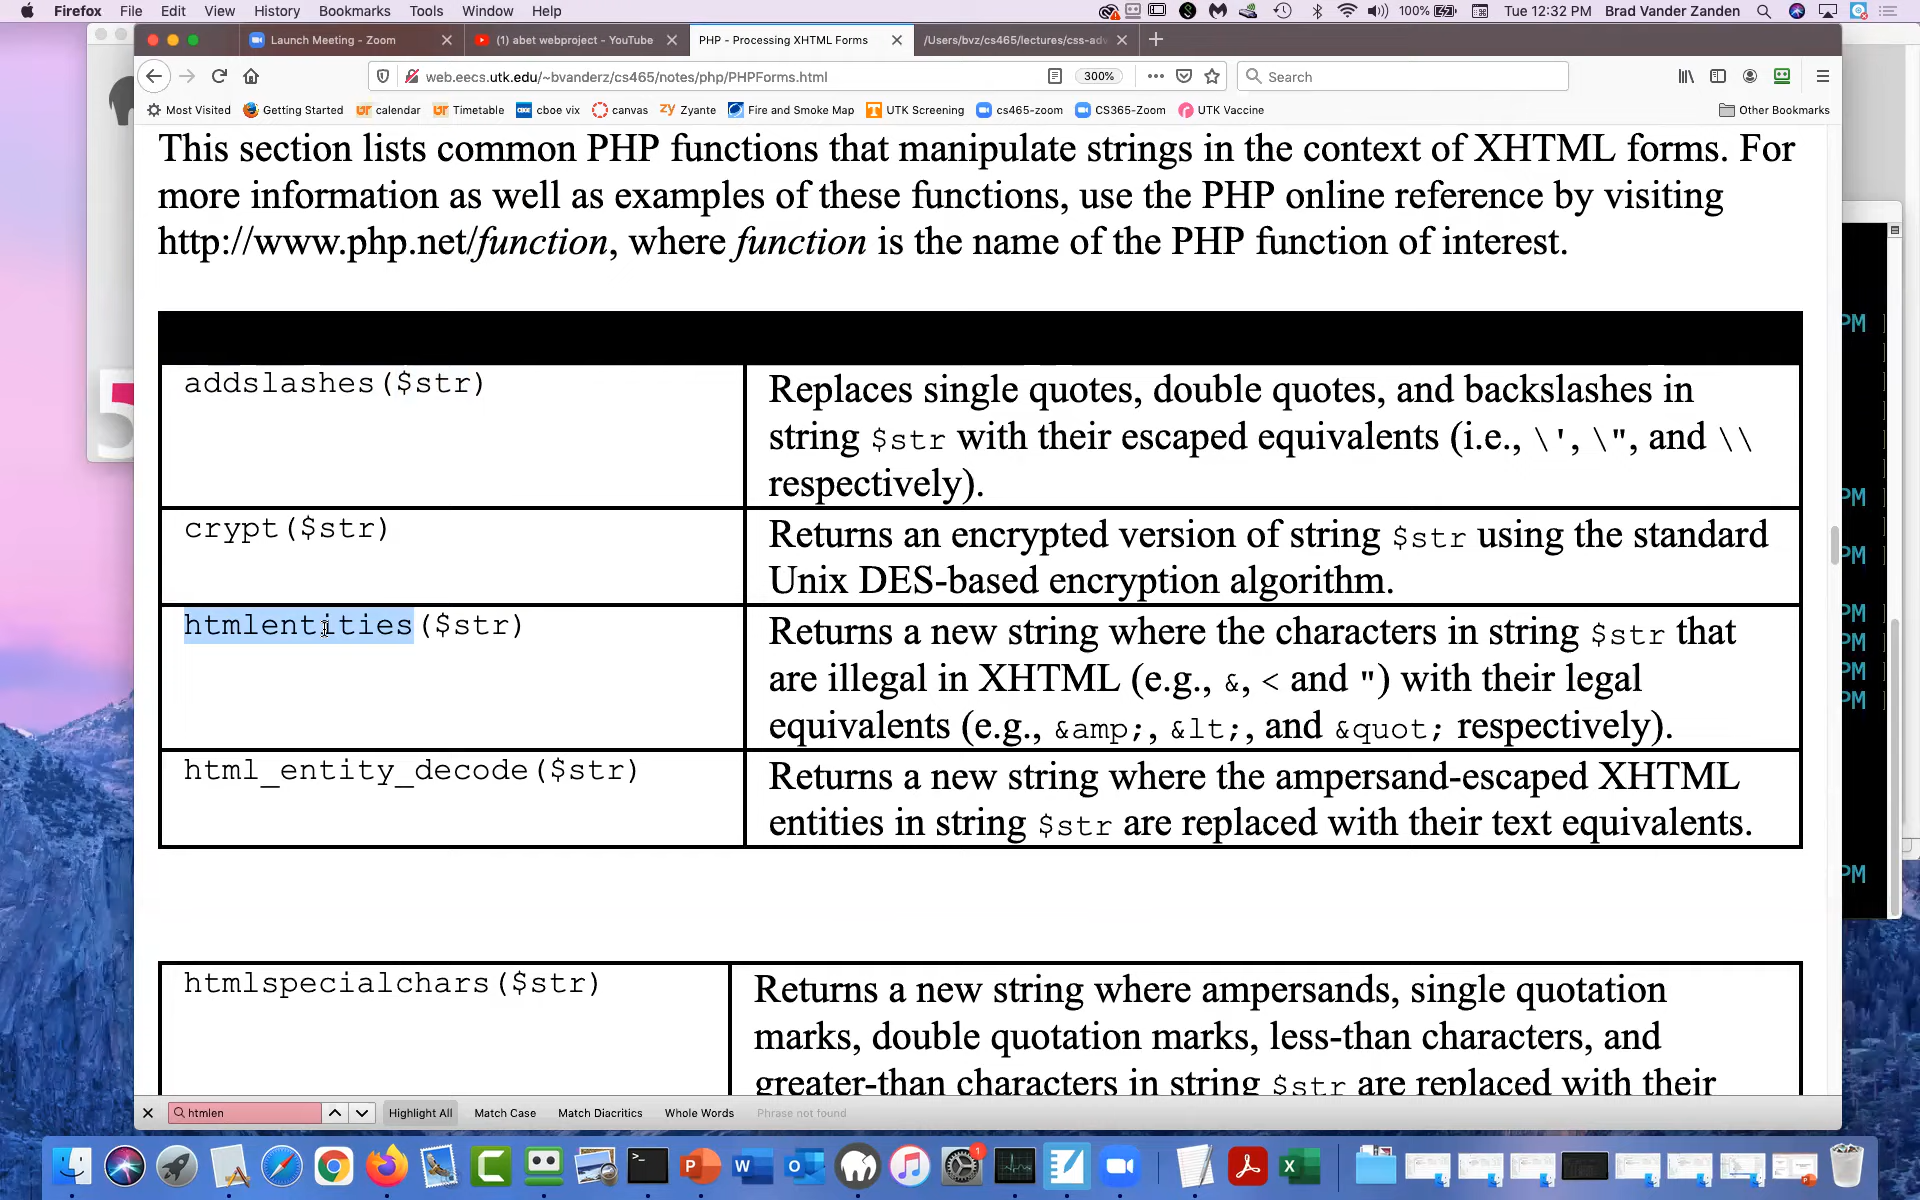 Firefox File Edit View History Bookmarks Tools Window Help 100% Tue 12:32 PM Brad Vander Zanden
Launch Meeting - Zoom (1) abet webproject - YouTube PHP - Processing XHTML Forms /Users/bvz/cs465/lectures/css-adv
web.eecs.utk.edu/~bvanderz/cs465/notes/php/PHPForms.html 300% Search
Most Visited Getting Started calendar Timetable cboe vix canvas Zyante Fire and Smoke Map UTK Screening cs465-zoom CS365-Zoom UTK Vaccine Other Bookmarks
This section lists common PHP functions that manipulate strings in the context of XHTML forms. For
more information as well as examples of these functions, use the PHP online reference by visiting
http://www.php.net/function, where function is the name of the PHP function of interest.
addslashes($str) Replaces single quotes, double quotes, and backslashes in
string $str with their escaped equivalents (i.e., \', \", and \\
respectively).
crypt($str) Returns an encrypted version of string $str using the standard
Unix DES-based encryption algorithm.
htmlentities($str) Returns a new string where the characters in string $str that
are illegal in XHTML (e.g., &, < and ") with their legal
equivalents (e.g., &amp;, &lt;, and &quot; respectively).
html_entity_decode($str) Returns a new string where the ampersand-escaped XHTML
entities in string $str are replaced with their text equivalents.
htmlspecialchars($str) Returns a new string where ampersands, single quotation
marks, double quotation marks, less-than characters, and
greater-than characters in string $str are replaced with their
htmlen Highlight All Match Case Match Diacritics Whole Words Phrase not found
5
PM
PM
PM
PM
PM
PM
PM
PM